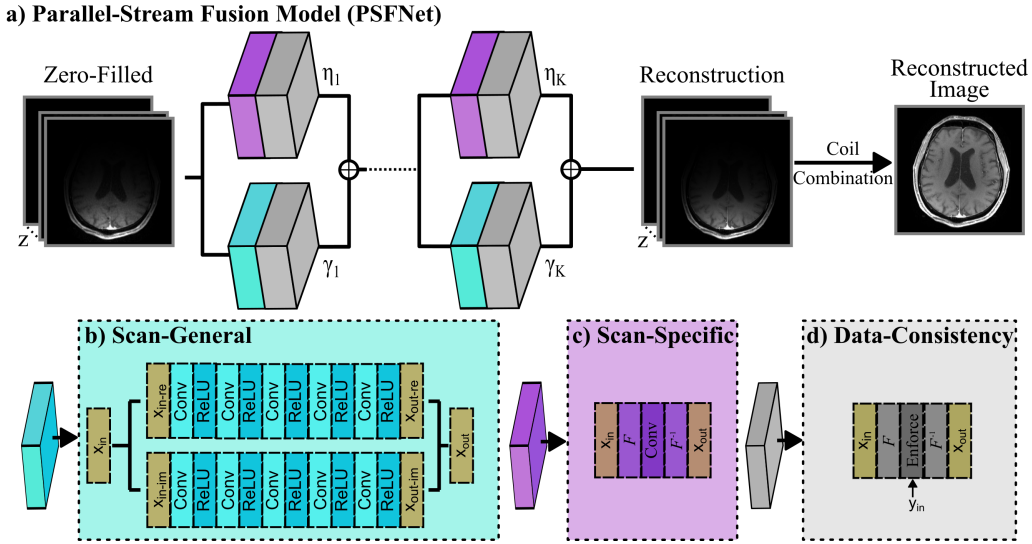 a) Parallel-Stream Fusion Model (PSFNet)
Zero-Filled
z
η1
γ1
ηK
γK
Reconstruction
z
Coil
Combination
Reconstructed
Image
b) Scan-General
xin
xin-re Conv ReLU Conv ReLU Conv ReLU Conv ReLU Conv ReLU xout-re
xin-im Conv ReLU Conv ReLU Conv ReLU Conv ReLU Conv ReLU xout-im
xout
c) Scan-Specific
xin F Conv F-1 xout
d) Data-Consistency
xin F Enforce F-1 xout
yin